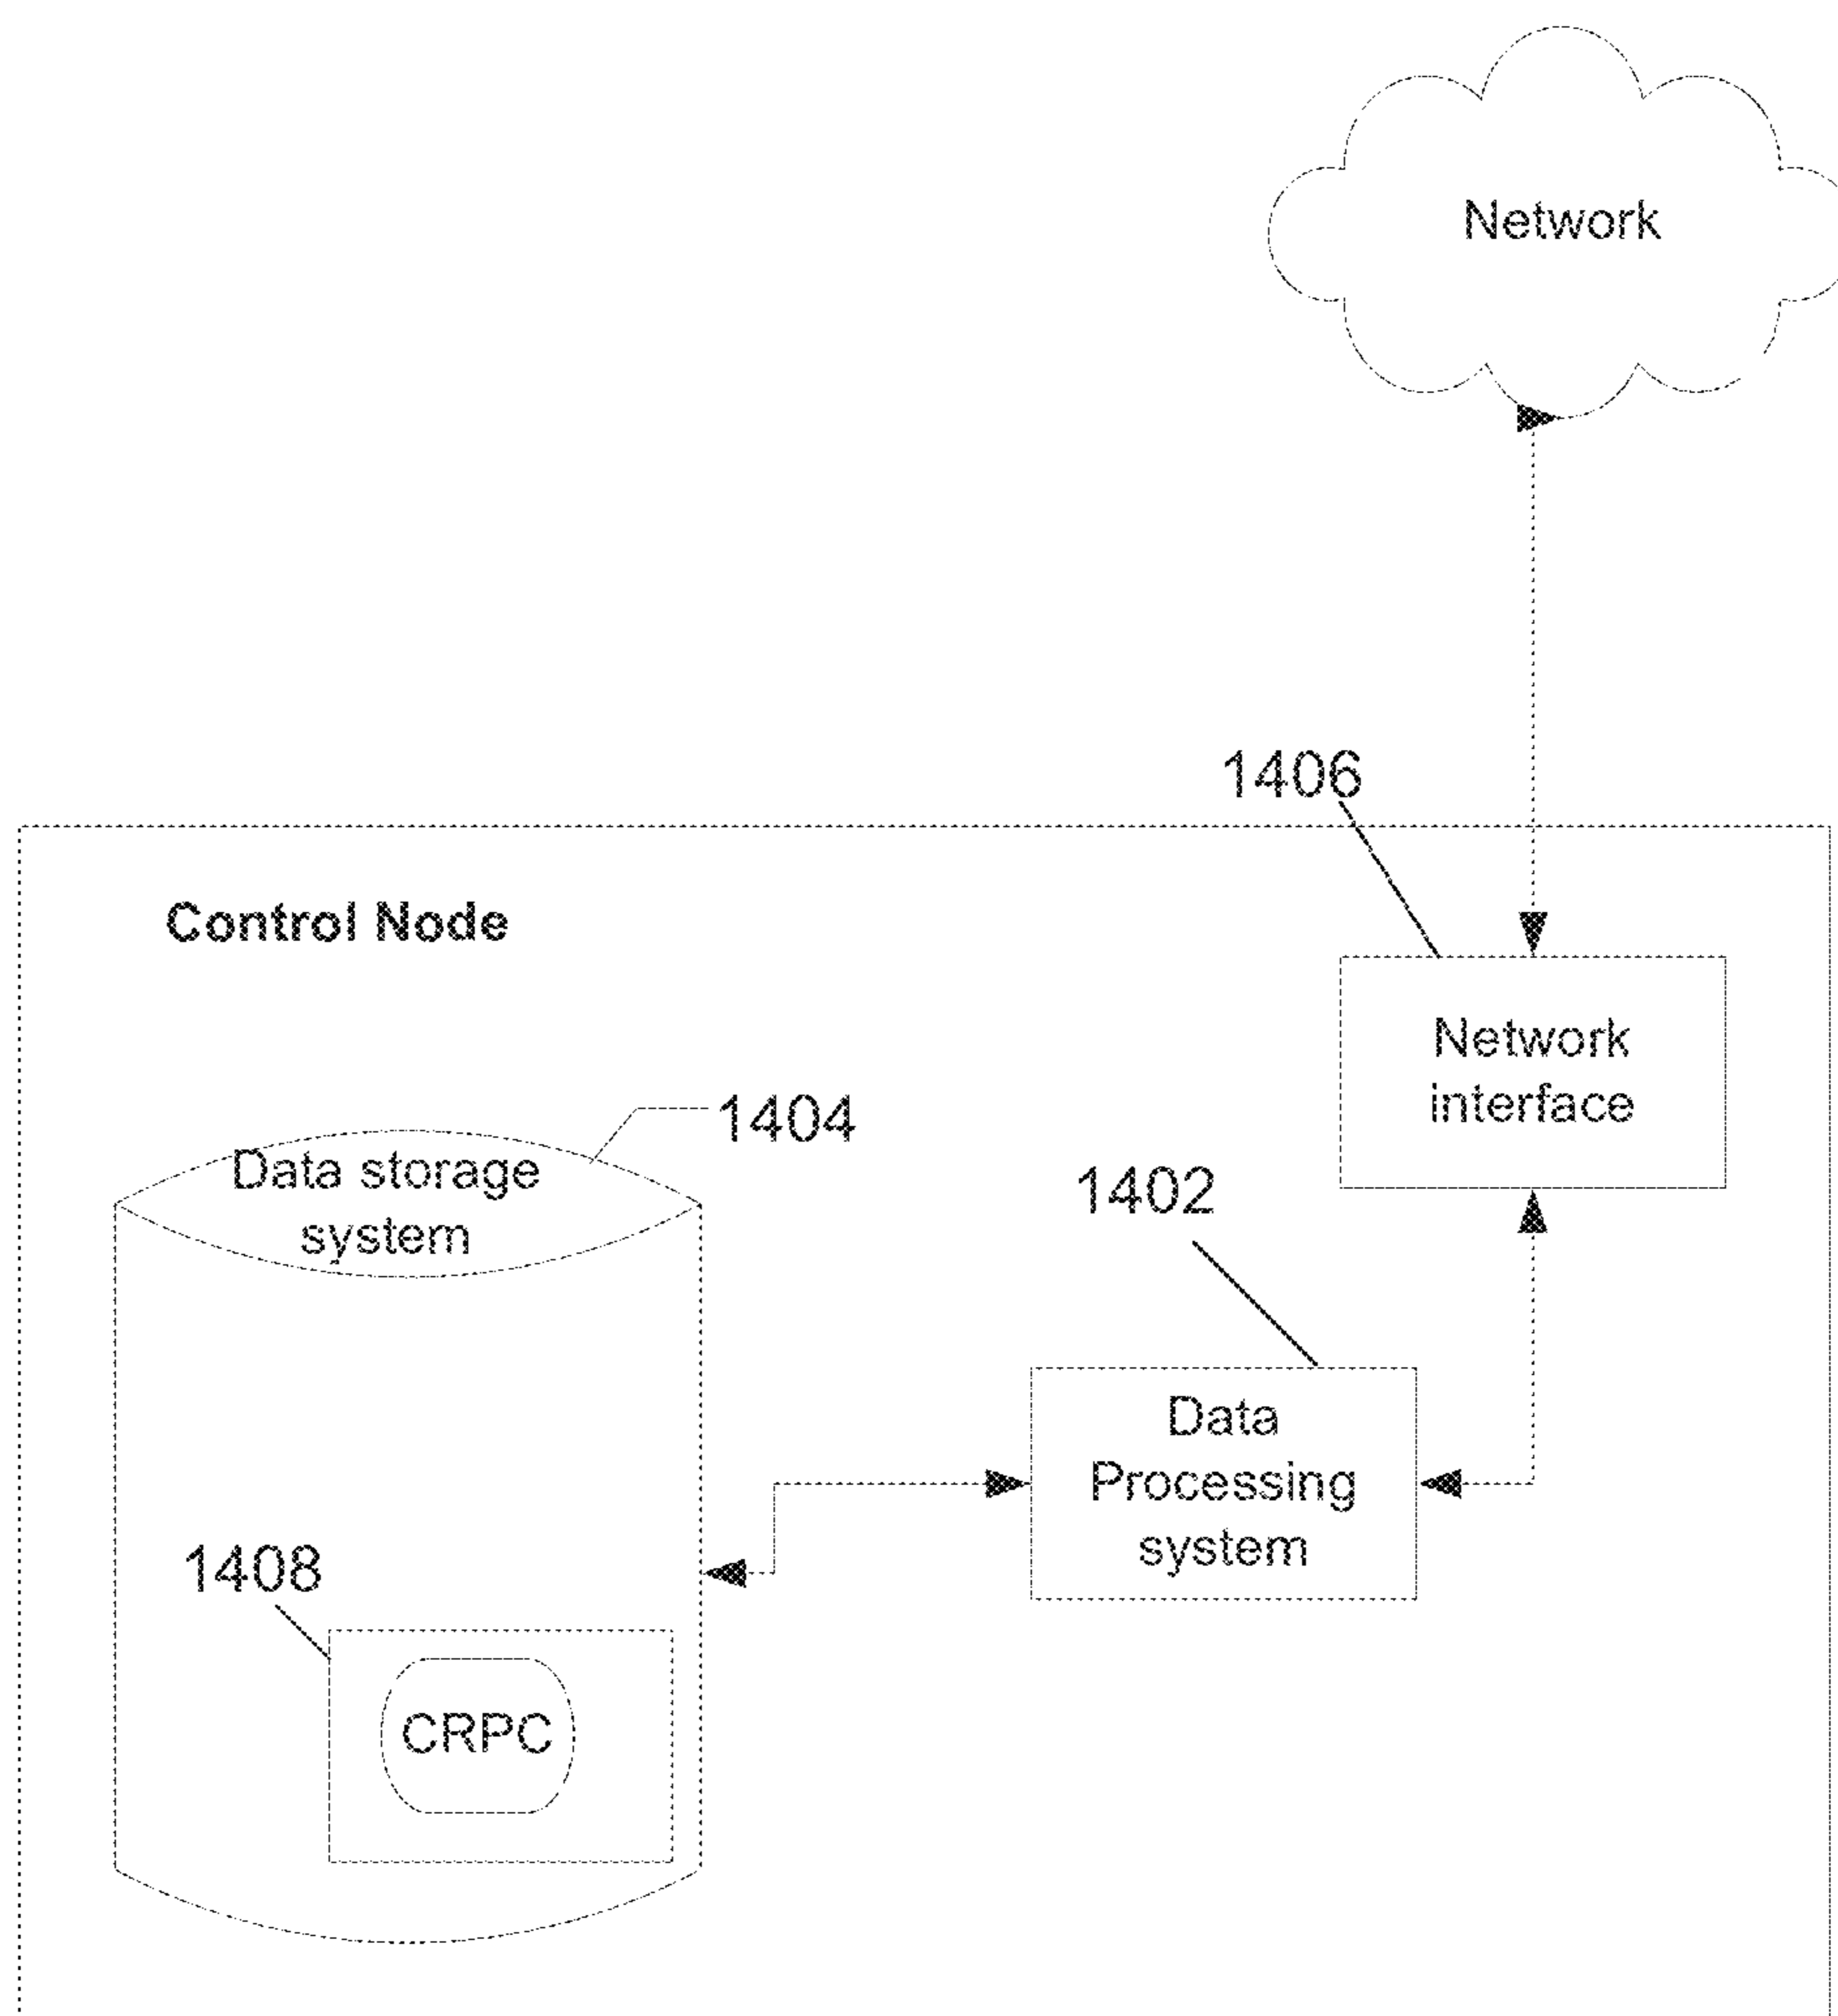 Network
1406
Control Node
Network
interface
1404
Data storage
system
1402
Data
Processing
system
1408
CRPC